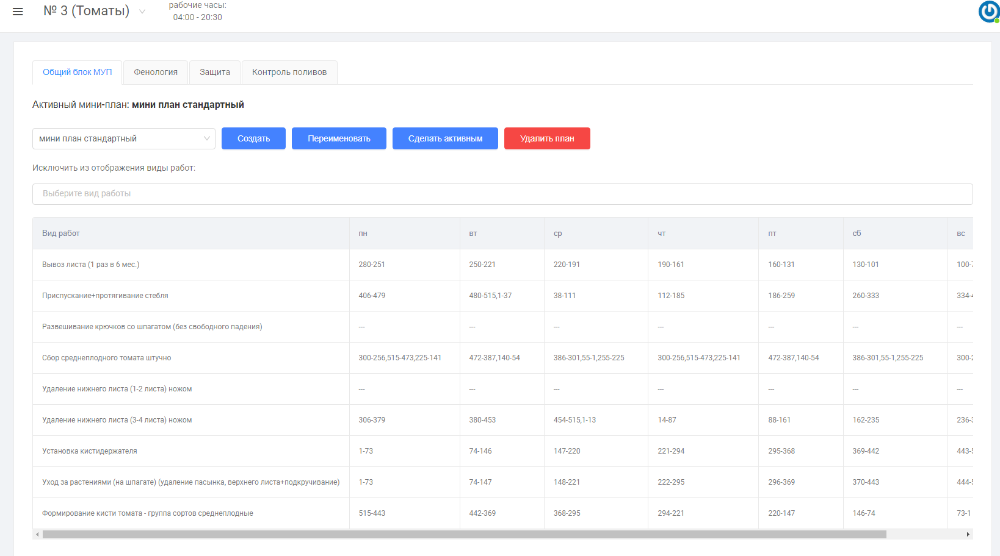 № 3 (Томаты)
рабочие часы:
04:00 - 20:30
Общий блок МУП Фенология Защита Контроль поливов
Активный мини-план: мини план стандартный
мини план стандартный Создать Переименовать Сделать активным Удалить план
Исключить из отображения виды работ:
Выберите вид работы
Вид работ пн вт ср чт пт сб вс
Вывоз листа (1 раз в 6 мес.) 280-251 250-221 220-191 190-161 160-131 130-101 100-
Приспускание+протягивание стебля 406-479 480-515,1-37 38-111 112-185 186-259 260-333 334-
Развешивание крючков со шпагатом (без свободного падения) --- --- --- --- --- --- ---
Сбор среднеплодного томата штучно 300-256,515-473,225-141 472-387,140-54 386-301,55-1,255-225 300-256,515-473,225-141 472-387,140-54 386-301,55-1,255-225 300-
Удаление нижнего листа (1-2 листа) ножом --- --- --- --- --- --- ---
Удаление нижнего листа (3-4 листа) ножом 306-379 380-453 454-515,1-13 14-87 88-161 162-235 236-
Установка кистидержателя 1-73 74-146 147-220 221-294 295-368 369-442 443-
Уход за растениями (на шпагате) (удаление пасынка, верхнего листа+подкручивание) 1-73 74-147 148-221 222-295 296-369 370-443 444-
Формирование кисти томата - группа сортов среднеплодные 515-443 442-369 368-295 294-221 220-147 146-74 73-1